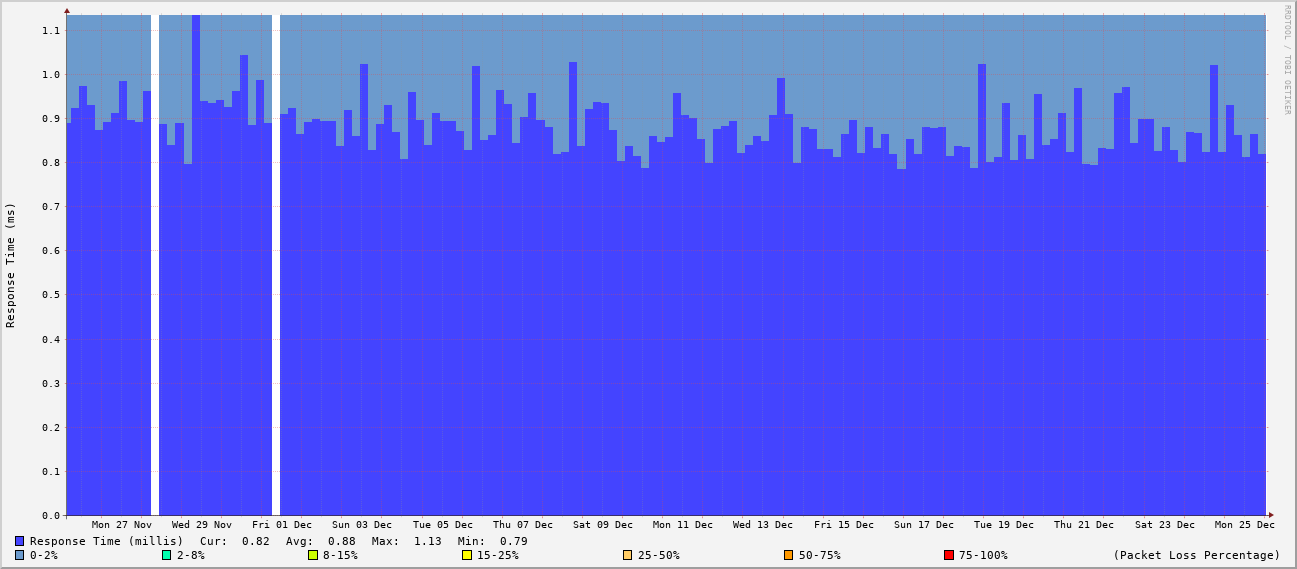 RRDTOOL / TOBI OETIKER
Response Time (ms)
1.1
1.0
0.9
0.8
0.7
0.6
0.5
0.4
0.3
0.2
0.1
0.0
Mon 27 Nov Wed 29 Nov Fri 01 Dec Sun 03 Dec Tue 05 Dec Thu 07 Dec Sat 09 Dec Mon 11 Dec Wed 13 Dec Fri 15 Dec Sun 17 Dec Tue 19 Dec Thu 21 Dec Sat 23 Dec Mon 25 Dec
Response Time (millis) Cur: 0.82 Avg: 0.88 Max: 1.13 Min: 0.79
0-2% 2-8% 8-15% 15-25% 25-50% 50-75% 75-100% (Packet Loss Percentage)